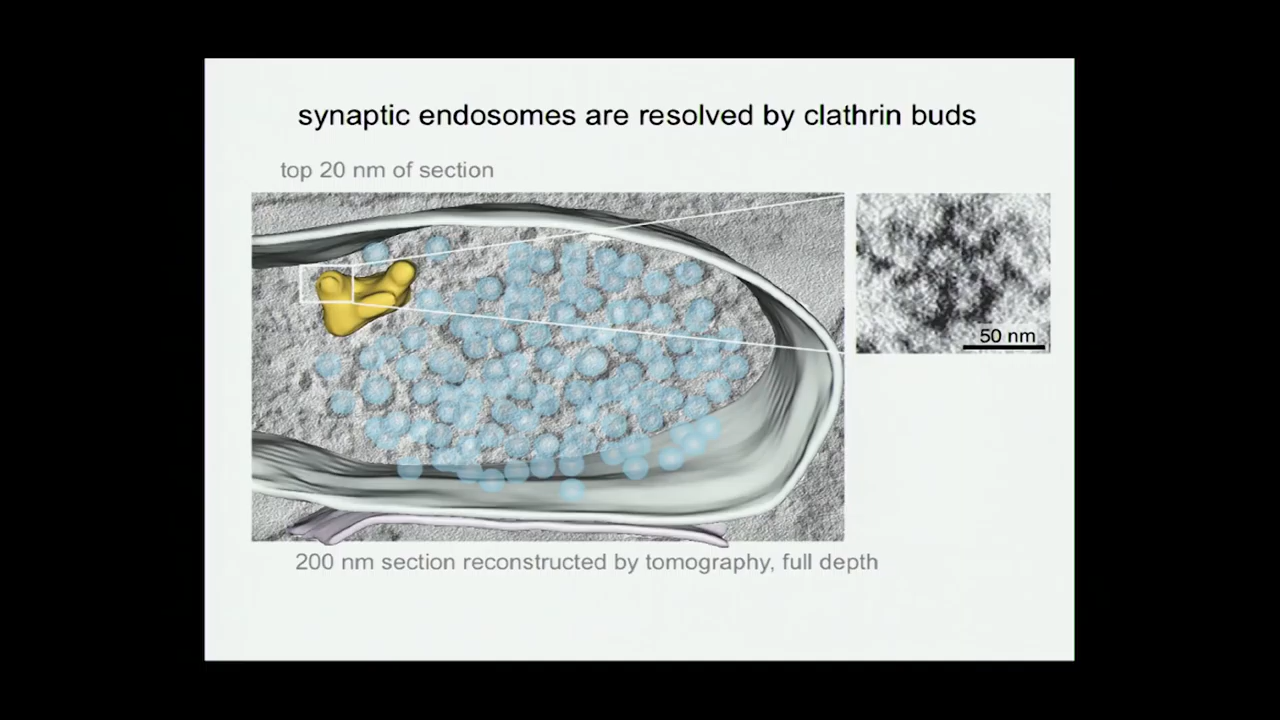 synaptic endosomes are resolved by clathrin buds
top 20 nm of section
50 nm
200 nm section reconstructed by tomography, full depth